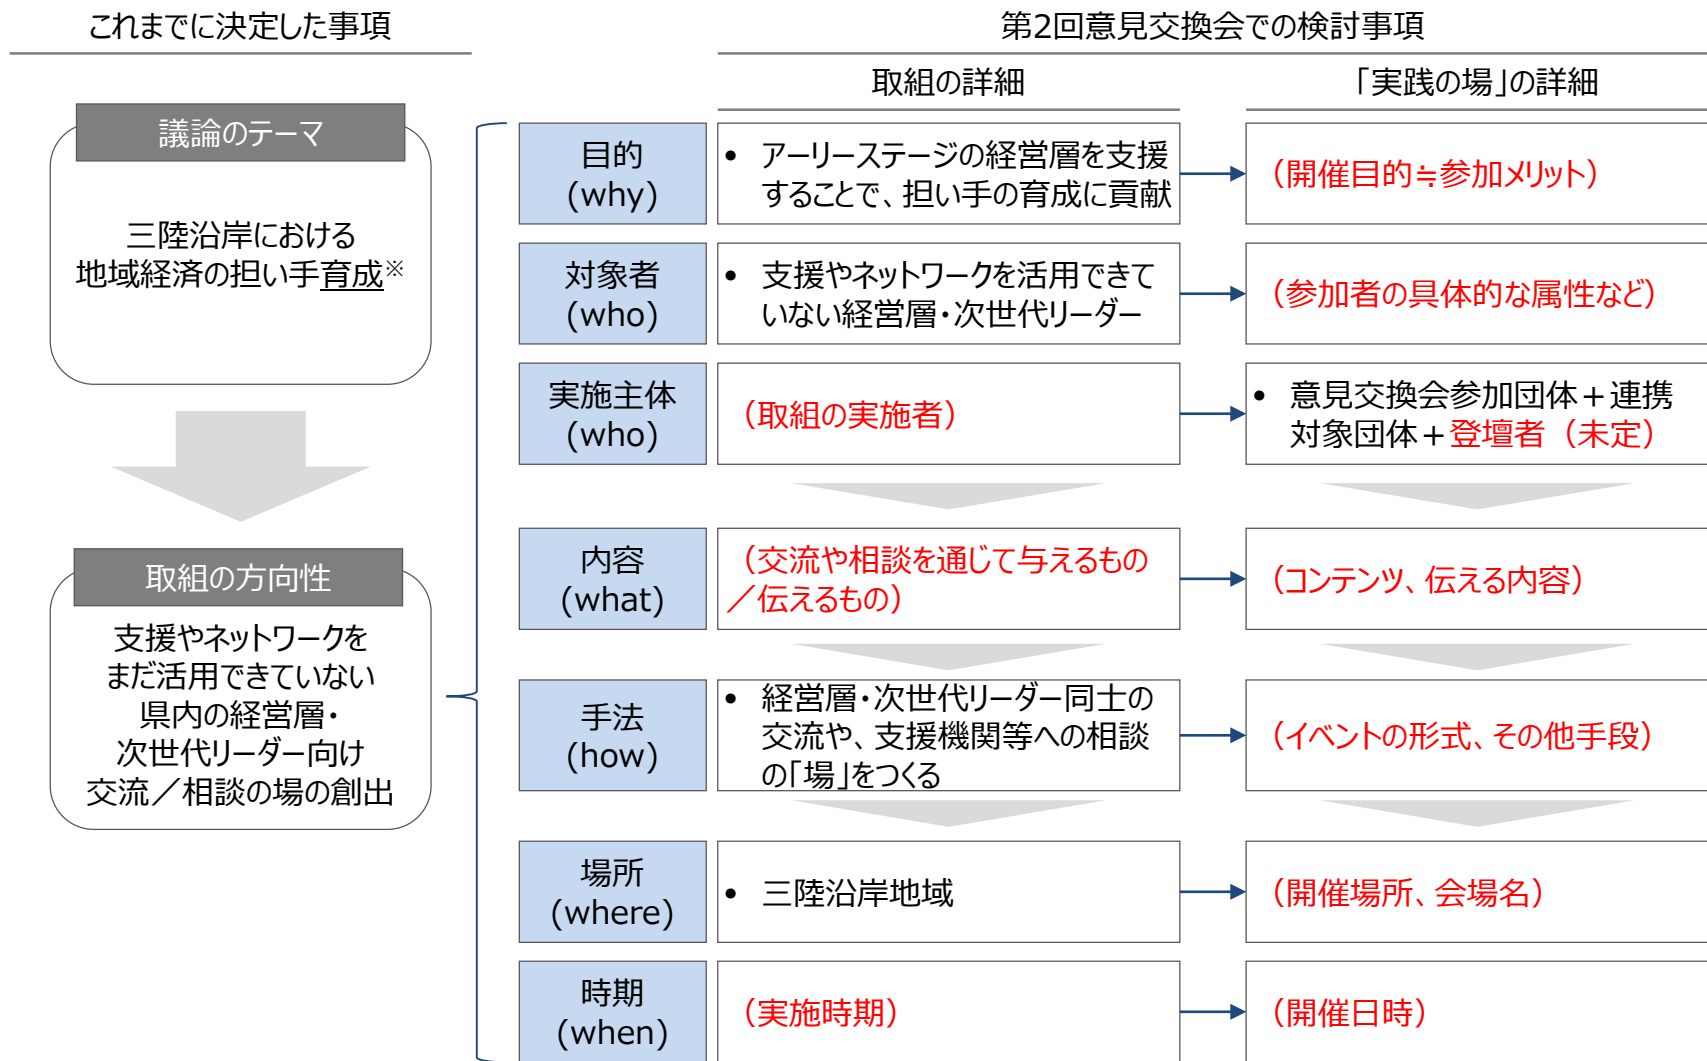 これまでに決定した事項
第2回意見交換会での検討事項
取組の詳細
「実践の場」の詳細
議論のテーマ
三陸沿岸における
地域経済の担い手育成※
取組の方向性
支援やネットワークを
まだ活用できていない
県内の経営層・
次世代リーダー向け
交流／相談の場の創出
目的
(why)
• アーリーステージの経営層を支援
することで、担い手の育成に貢献
（開催目的≒参加メリット）
対象者
(who)
• 支援やネットワークを活用できて
いない経営層・次世代リーダー
（参加者の具体的な属性など）
実施主体
(who)
（取組の実施者）
• 意見交換会参加団体＋連携
対象団体＋登壇者（未定）
内容
(what)
（交流や相談を通じて与えるもの
／伝えるもの）
（コンテンツ、伝える内容）
手法
(how)
• 経営層・次世代リーダー同士の
交流や、支援機関等への相談
の「場」をつくる
（イベントの形式、その他手段）
場所
(where)
• 三陸沿岸地域
（開催場所、会場名）
時期
(when)
（実施時期）
（開催日時）